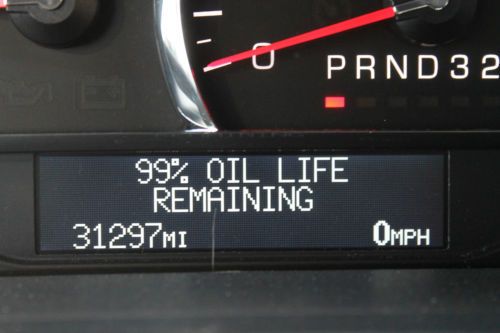 0
PRND32
99% OIL LIFE
REMAINING
31297MI 0MPH